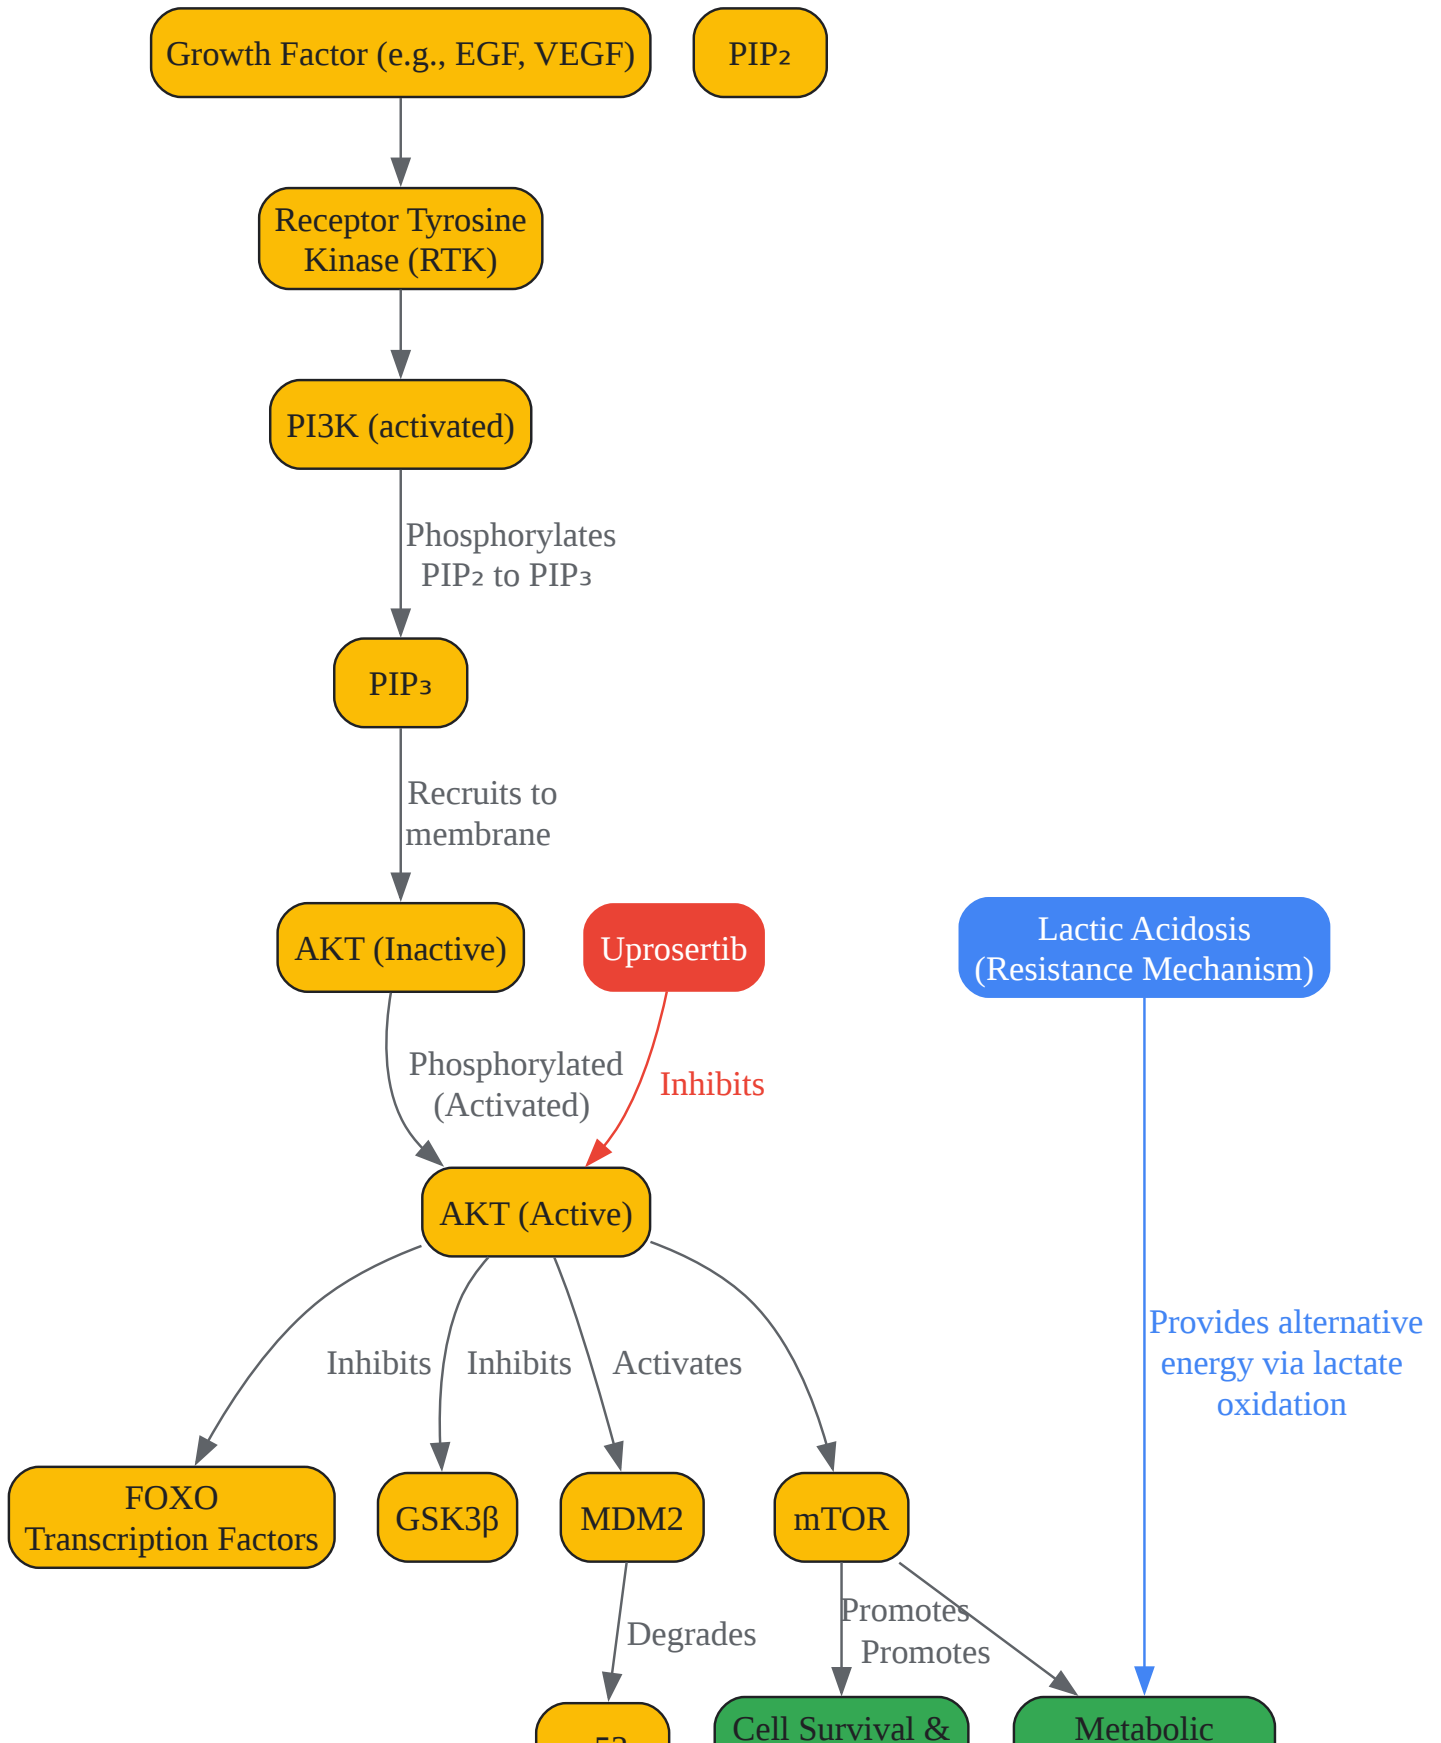 Growth Factor (e.g., EGF, VEGF)
PIP₂
Receptor Tyrosine
Kinase (RTK)
PI3K (activated)
Phosphorylates
PIP₂ to PIP₃
PIP₃
Recruits to
membrane
AKT (Inactive)
Uprosertib
Lactic Acidosis
(Resistance Mechanism)
Phosphorylated
(Activated)
Inhibits
AKT (Active)
Inhibits
Inhibits
Activates
Provides alternative
energy via lactate
oxidation
FOXO
Transcription Factors
GSK3β
MDM2
mTOR
Degrades
Promotes
Promotes
Cell Survival &
Metabolic